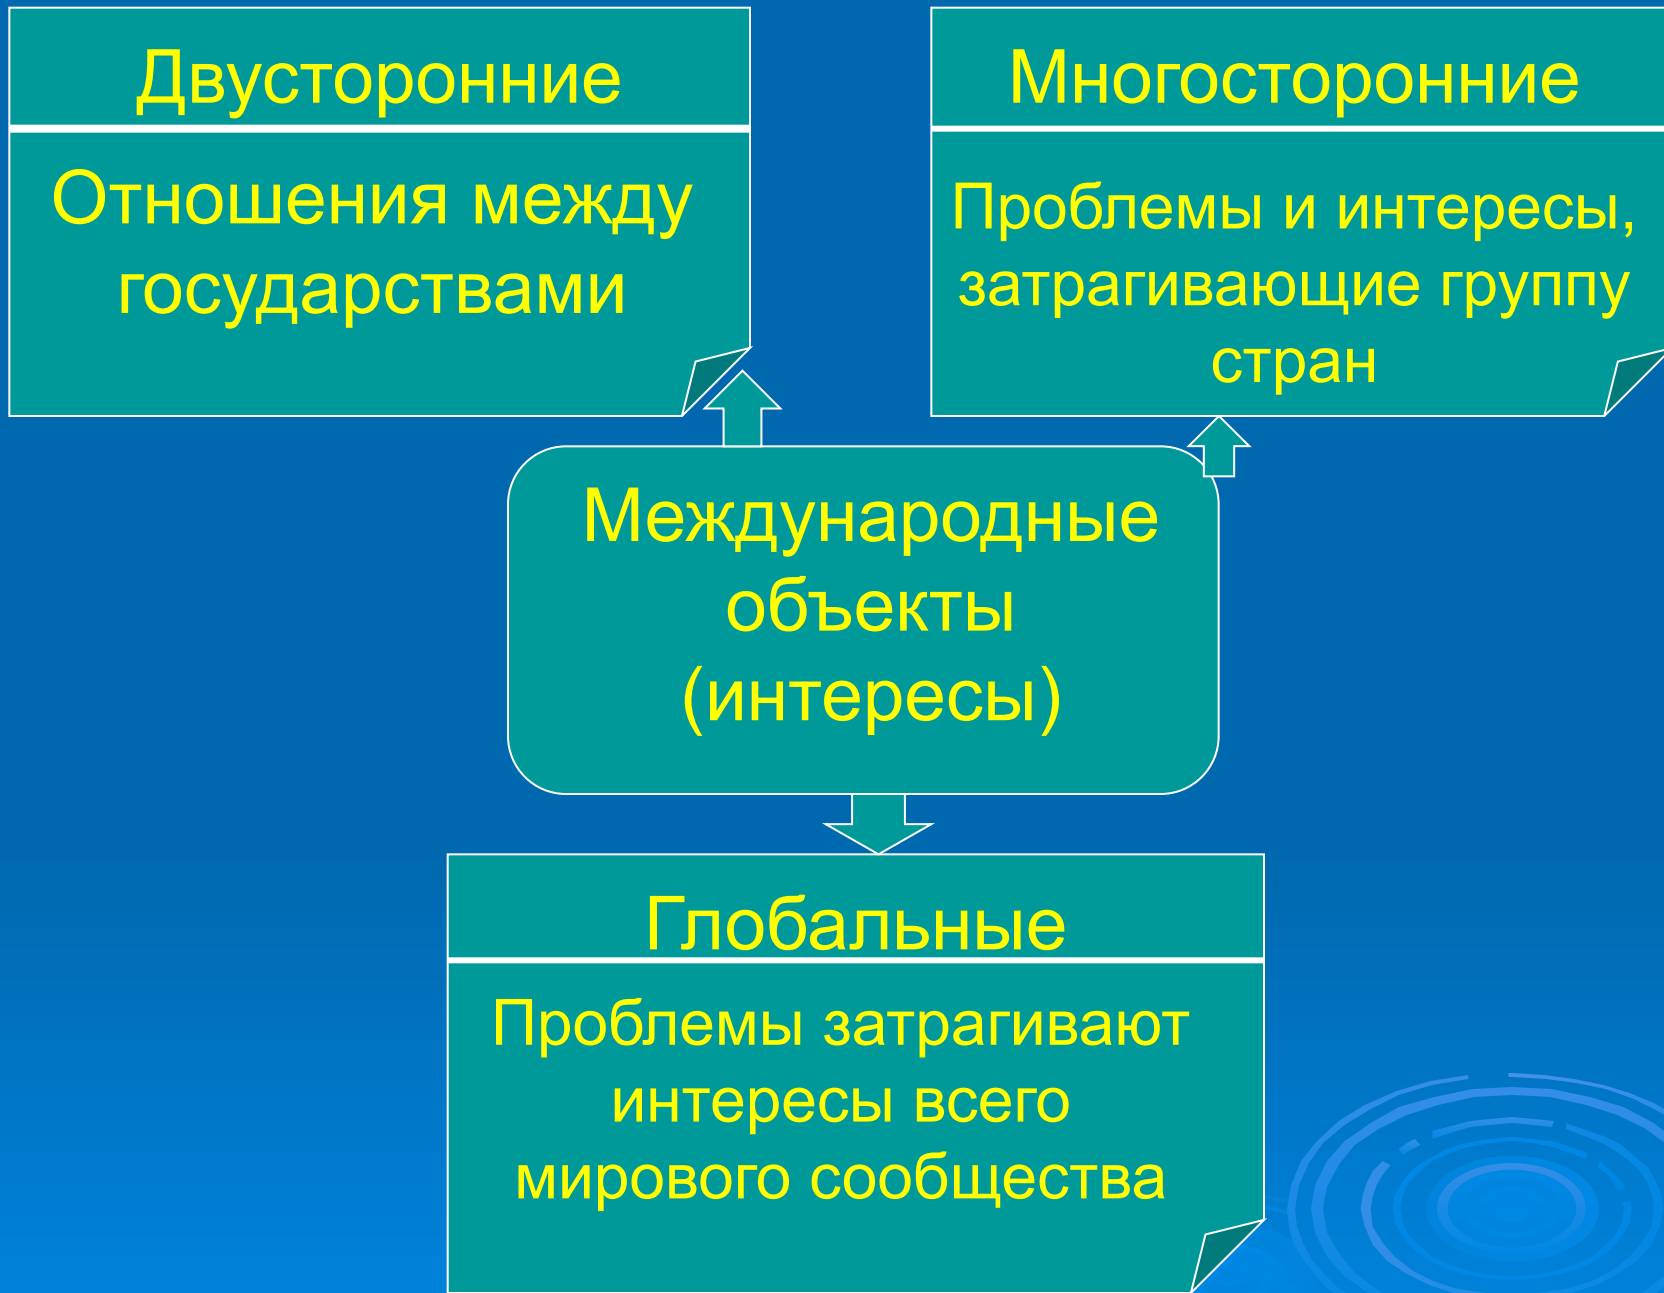 Двусторонние
Отношения между
государствами
Многосторонние
Проблемы и интересы,
затрагивающие группу
стран
Международные
объекты
(интересы)
Глобальные
Проблемы затрагивают
интересы всего
мирового сообщества